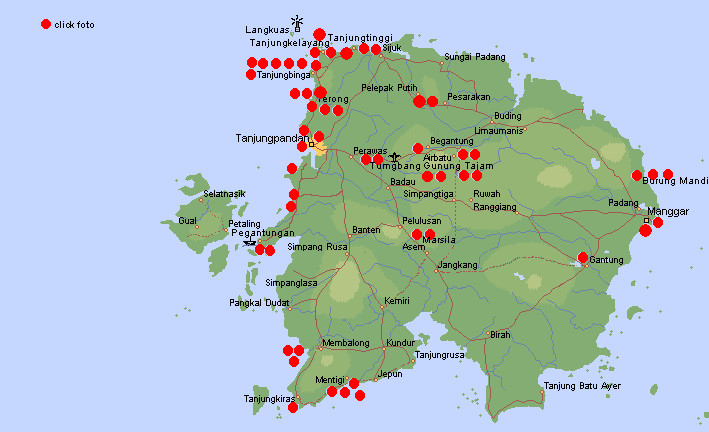 click foto
Langkuas
Tanjungtinggi
Tanjungkelayang
Sijuk
Sungai Padang
Tanjungbinga
Pelepak Putih
Terong
Pesarakan
Buding
Limaumanis
Tanjungpandan
Begantung
Perawas
Airbatu
Tumgbang Gunung Tajam
Burung Mandi
Badau
Selatnasik
Simpangtiga
Ruwah
Ranggiang
Padang
Manggar
Gual
Petaling
Pegantungan
Banten
Pelulusan
Marsila
Simpang Rusa
Asem
Gantung
Jangkang
Simpanglasa
Pangkal Dudat
Kemiri
Birah
Membalong
Kundur
Tanjungrusa
Mentigi
Jepun
Tanjung Batu Ayer
Tanjungkiras